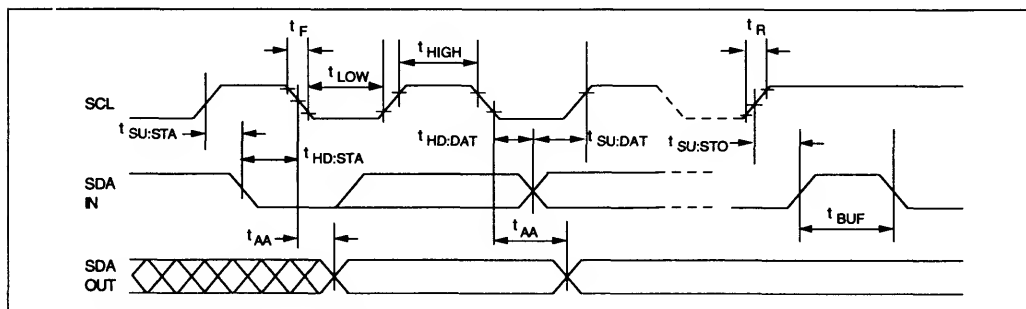 t F
t HIGH
t R
t LOW
SCL
t SU:STA
t HD:STA
t HD:DAT
t SU:DAT
t SU:STO
SDA
IN
t BUF
t AA
t AA
SDA
OUT